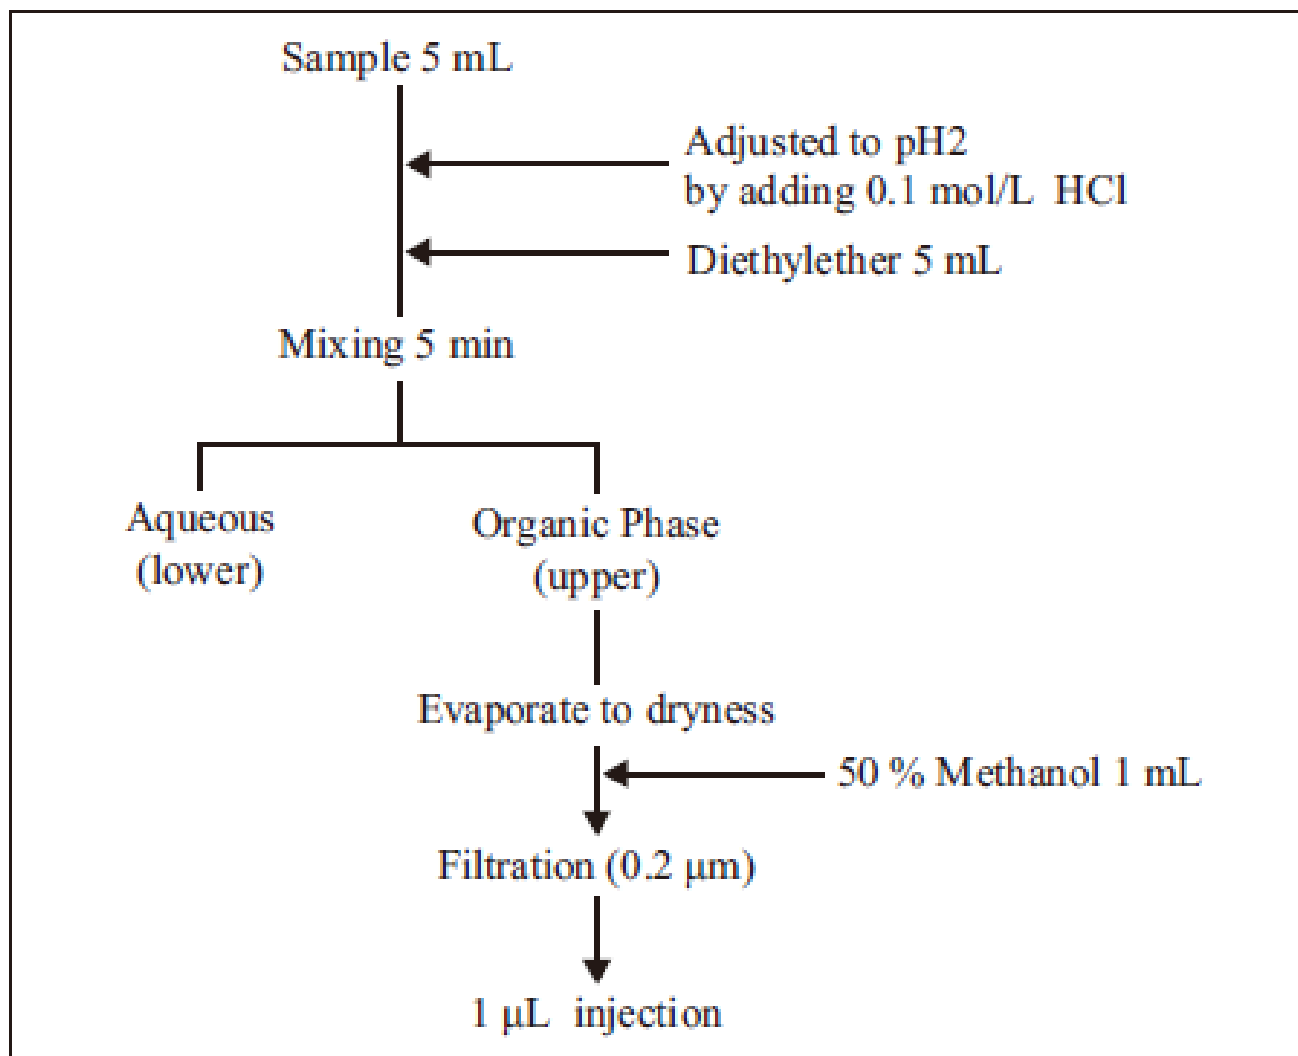 Sample 5 mL
Adjusted to pH2
by adding 0.1 mol/L HCl
Diethylether 5 mL
Mixing 5 min
Aqueous
(lower)
Organic Phase
(upper)
Evaporate to dryness
50 % Methanol 1 mL
Filtration (0.2 μm)
1 μL injection